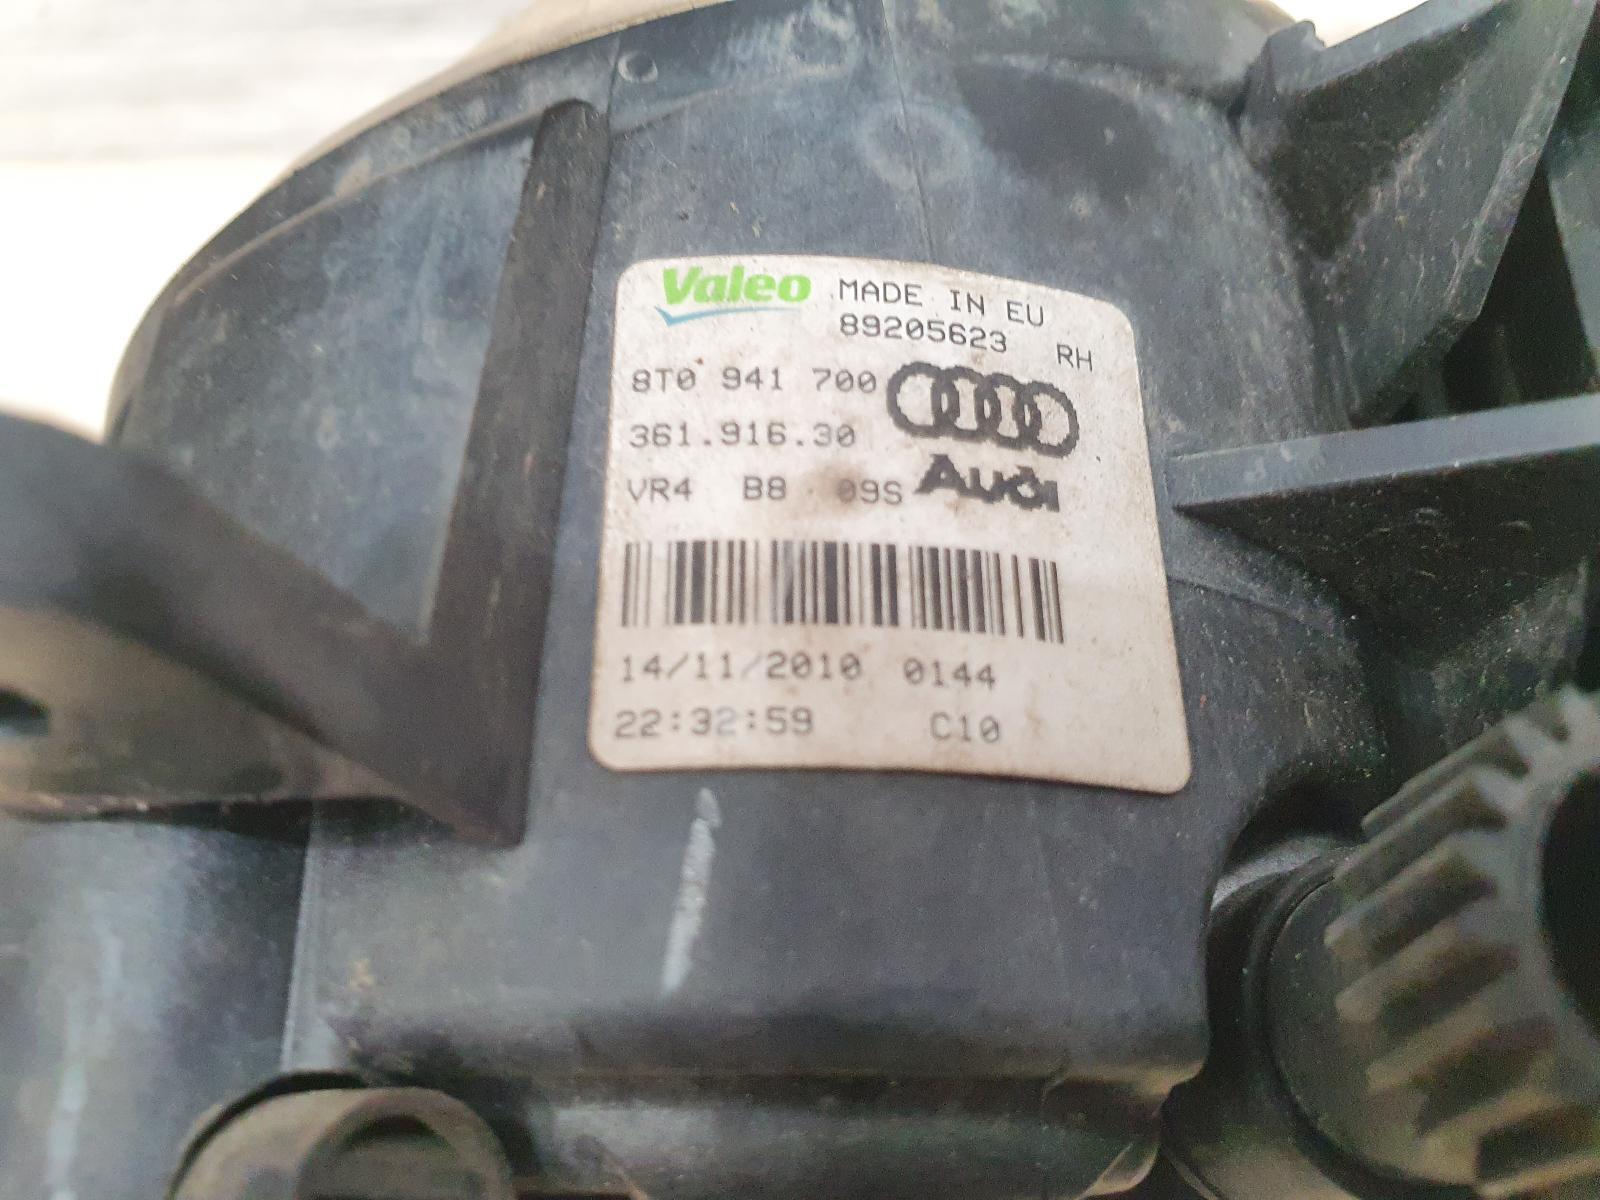 Valeo MADE IN EU
89205623 RH
8T0 941 700
361.916.30
VR4 B8 09S Audi
14/11/2010 0144
22:32:59 C10